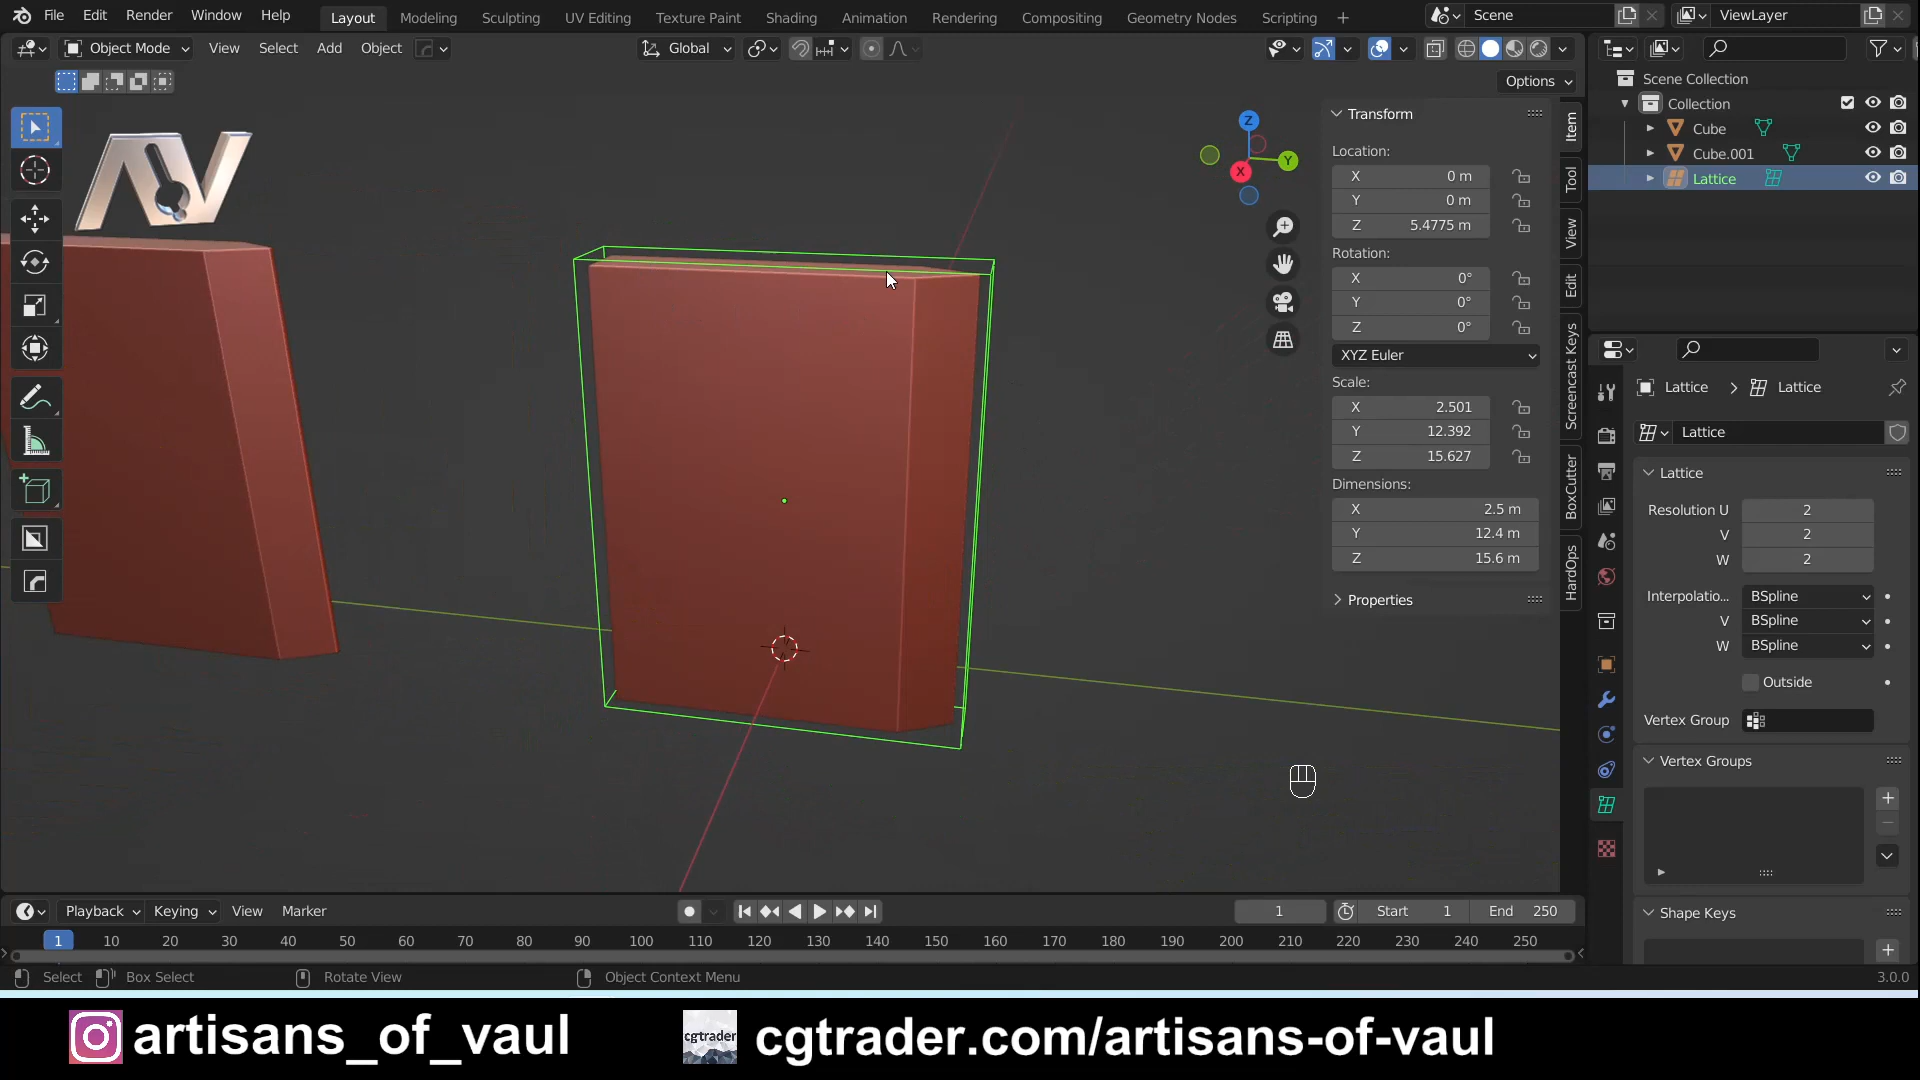 File Edit Render Window Help Layout Modeling Sculpting UV Editing Texture Paint Shading Animation Rendering Compositing Geometry Nodes Scripting + Scene ViewLayer
Object Mode View Select Add Object Global
Options
Scene Collection
Collection
Cube
Cube.001
Lattice
Transform
Location:
X 0 m
Y 0 m
Z 5.4775 m
Rotation:
X 0°
Y 0°
Z 0°
XYZ Euler
Scale:
X 2.501
Y 12.392
Z 15.627
Dimensions:
X 2.5 m
Y 12.4 m
Z 15.6 m
Properties
Z
Y
X
Item
Tool
View
Edit
Screencast Keys
BoxCutter
HardOps
Lattice > Lattice
Lattice
Lattice
Resolution U 2
V 2
W 2
Interpolatio... BSpline
V BSpline
W BSpline
Outside
Vertex Group
Vertex Groups
Shape Keys
Playback Keying View Marker 1 Start 1 End 250
1 10 20 30 40 50 60 70 80 90 100 110 120 130 140 150 160 170 180 190 200 210 220 230 240 250
Select Box Select Rotate View Object Context Menu 3.0.0
artisans_of_vaul cgtrader cgtrader.com/artisans-of-vaul